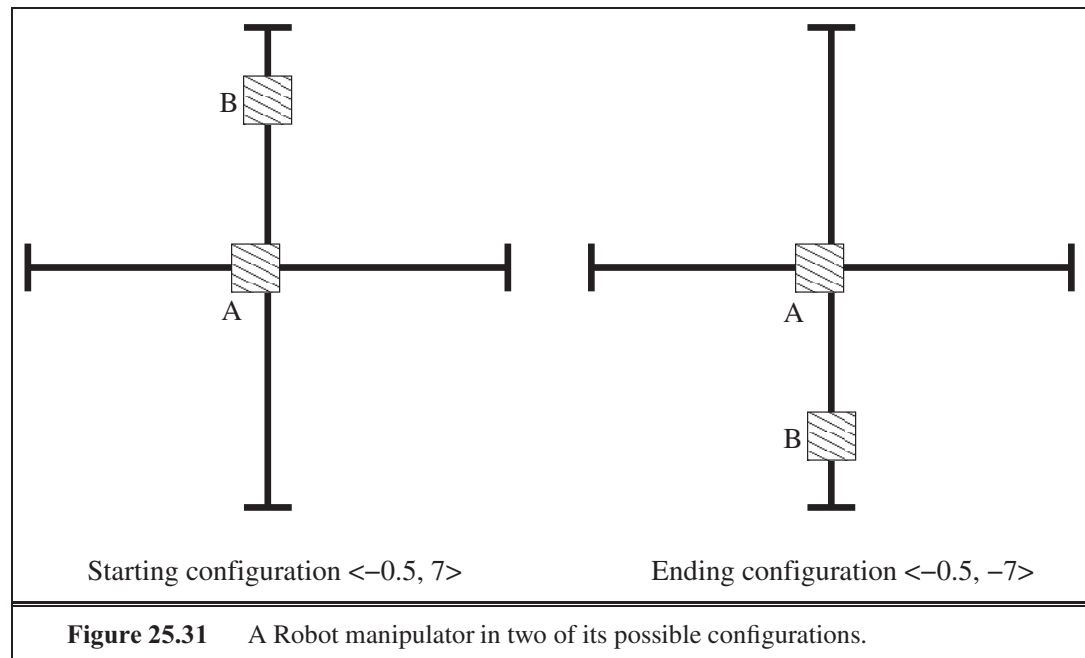 B
A
A
B
Starting configuration <−0.5, 7>
Ending configuration <−0.5, −7>
Figure 25.31 A Robot manipulator in two of its possible configurations.